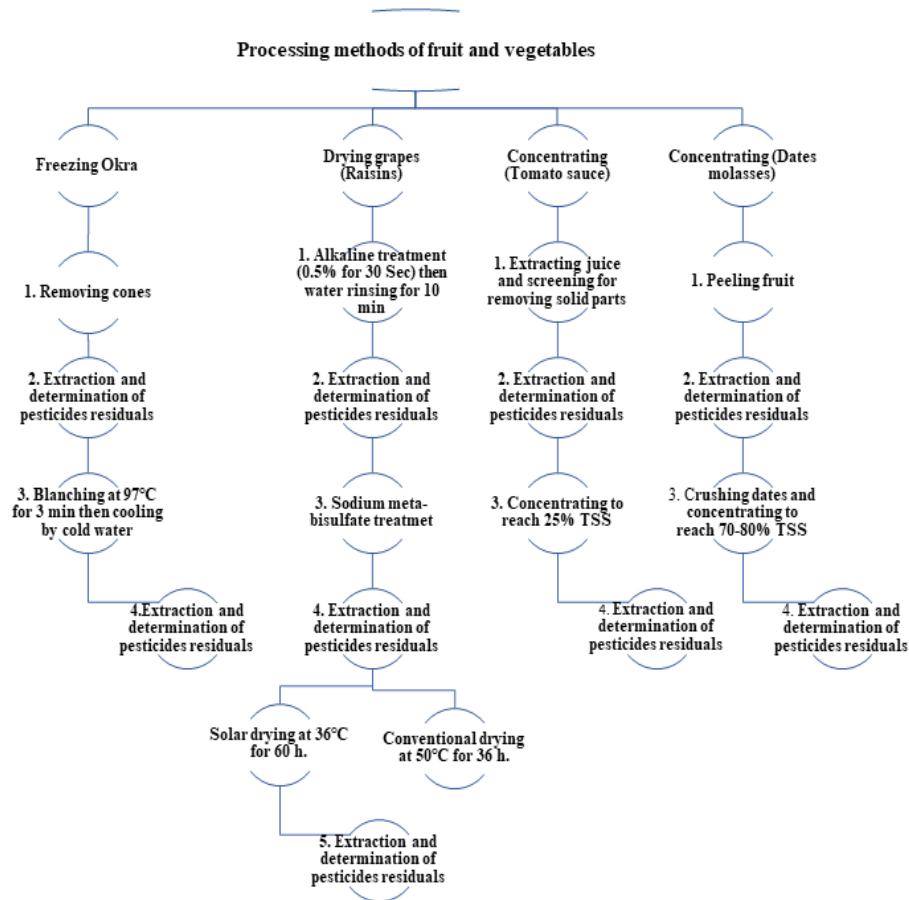 Processing methods of fruit and vegetables
Freezing Okra
Drying grapes
(Raisins)
Concentrating
(Tomato sauce)
Concentrating (Dates
molasses)
1. Removing cones
1. Alkaline treatment
(0.5% for 30 Sec) then
water rinsing for 10
min
1. Extracting juice
and screening for
removing solid parts
1. Peeling fruit
2. Extraction and
determination of
pesticides residuals
2. Extraction and
determination of
pesticides residuals
2. Extraction and
determination of
pesticides residuals
2. Extraction and
determination of
pesticides residuals
3. Blanching at 97°C
for 3 min then cooling
by cold water
3. Sodium meta-
bisulfate treatmet
3. Concentrating to
reach 25% TSS
3. Crushing dates and
concentrating to
reach 70-80% TSS
4.Extraction and
determination of
pesticides residuals
4. Extraction and
determination of
pesticides residuals
4. Extraction and
determination of
pesticides residuals
4. Extraction and
determination of
pesticides residuals
Solar drying at 36°C
for 60 h.
Conventional drying
at 50°C for 36 h.
5. Extraction and
determination of
pesticides residuals